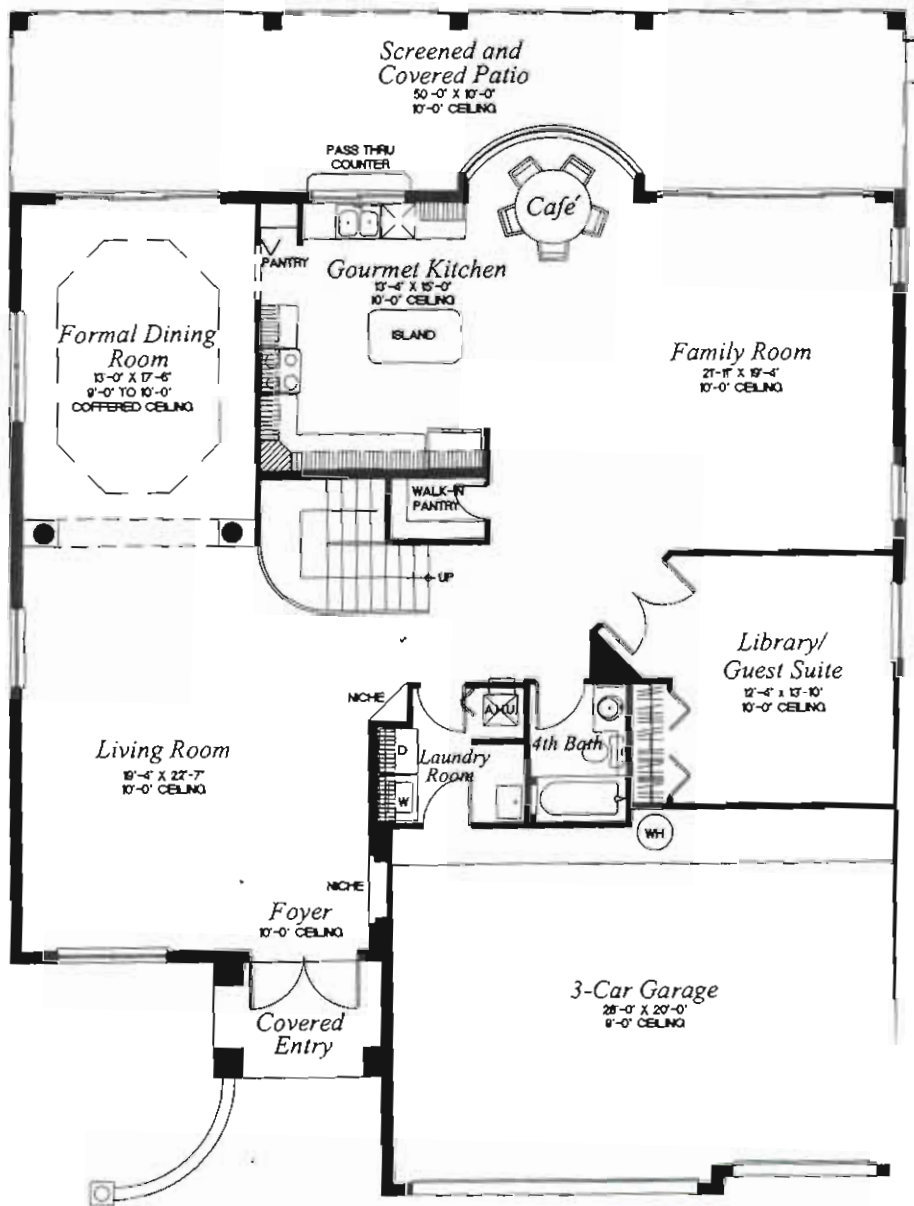 Screened and
Covered Patio
50'-0" X 10'-0"
10'-0" CEILING
PASS THRU
COUNTER
Café
PANTRY
Gourmet Kitchen
13'-4" X 15'-0"
10'-0" CEILING
ISLAND
Formal Dining
Room
13'-0" X 17'-6"
9'-0" TO 10'-0"
COFFERED CEILING
Family Room
21'-11" X 19'-4"
10'-0" CEILING
WALK-IN
PANTRY
UP
Library/
Guest Suite
12'-4" x 13'-10"
10'-0" CEILING
NICHE
A.H.U.
Living Room
19'-4" X 22'-7"
10'-0" CEILING
D
Laundry
Room
4th Bath
W
WH
NICHE
Foyer
10'-0" CEILING
3-Car Garage
28'-0" X 20'-0"
9'-0" CEILING
Covered
Entry